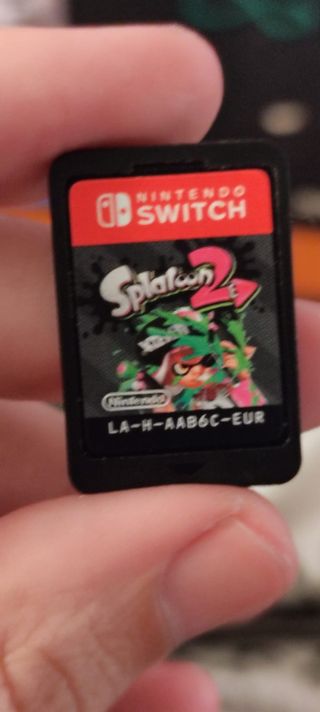 NINTENDO
SWITCH
Splatoon 2
Nintendo
LA-H-AAB6C-EUR